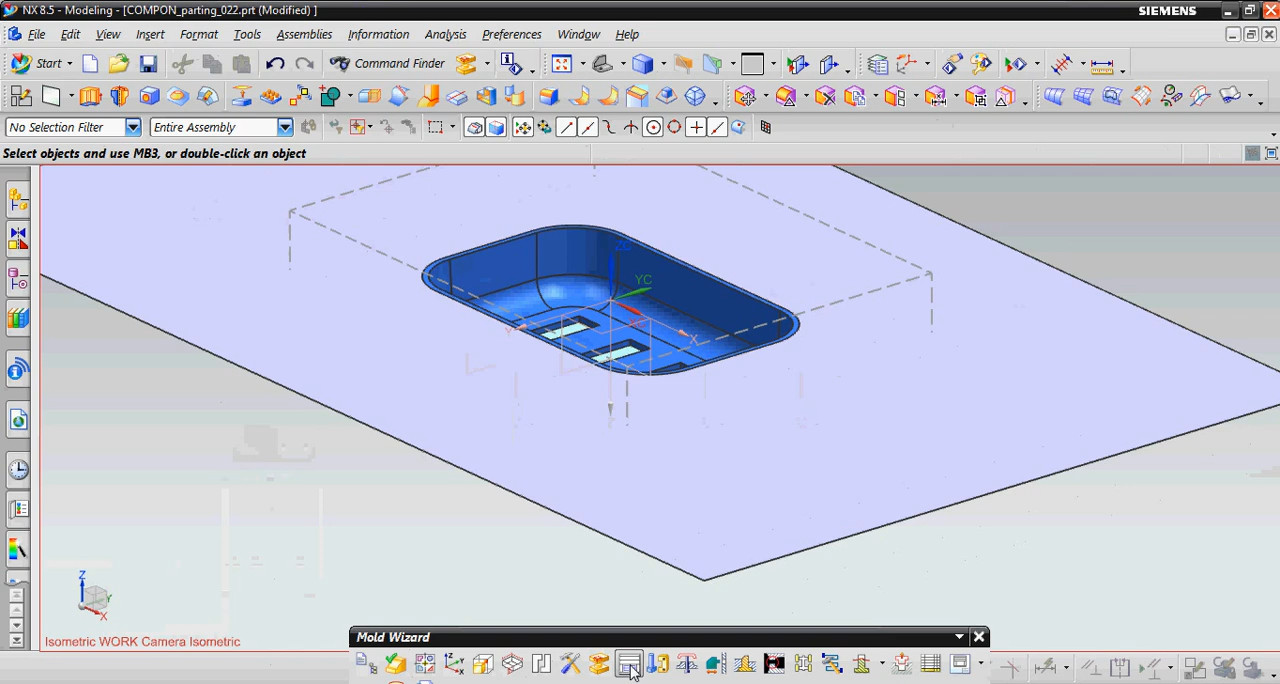 NX 8.5 - Modeling - [COMPON_parting_022.prt (Modified) ]
SIEMENS
File Edit View Insert Format Tools Assemblies Information Analysis Preferences Window Help
Start
Command Finder
No Selection Filter
Entire Assembly
Select objects and use MB3, or double-click an object
YC
X
Z
Y
X
Isometric WORK Camera Isometric
Mold Wizard